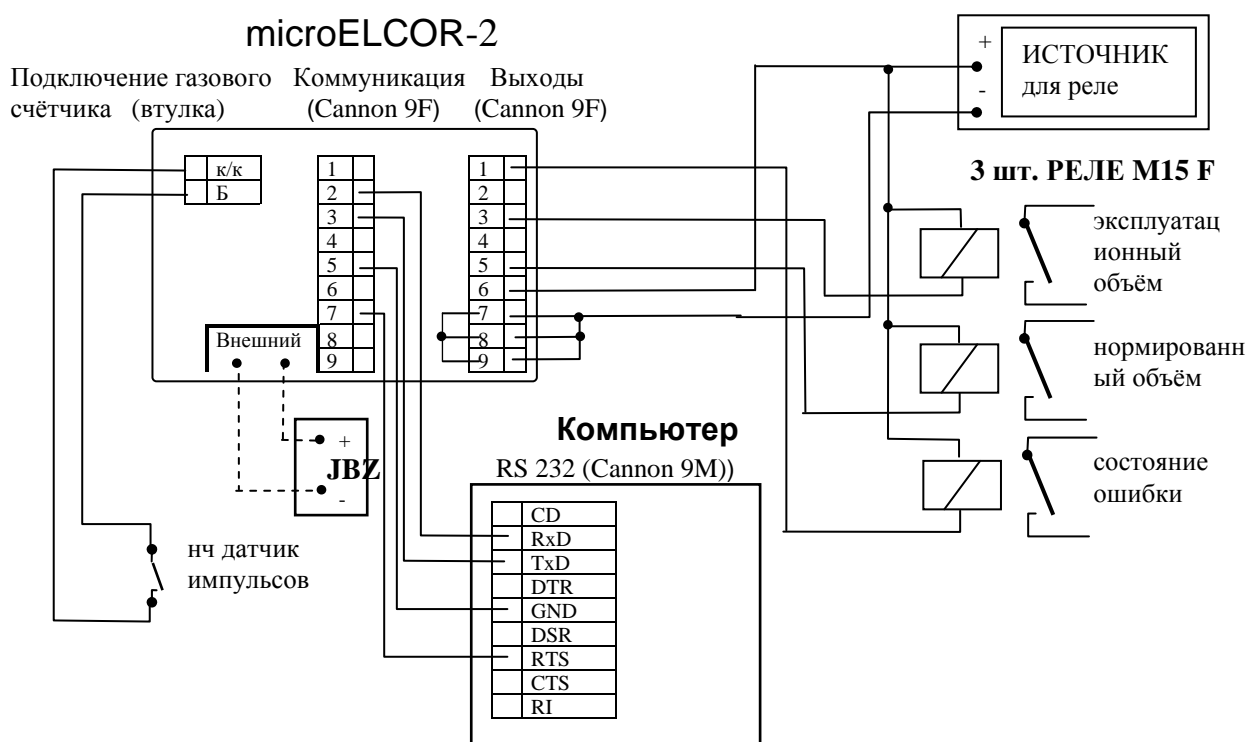 microELCOR-2
Подключение газового
счётчика (втулка)
Коммуникация
(Cannon 9F)
Выходы
(Cannon 9F)
к/к
Б
1
2
3
4
5
6
7
8
9
1
2
3
4
5
6
7
8
9
Внешний
+
JBZ
-
нч датчик
импульсов
+
-
ИСТОЧНИК
для реле
3 шт. РЕЛЕ M15 F
эксплуатац
ионный
объём
нормированн
ый объём
состояние
ошибки
Компьютер
RS 232 (Cannon 9M))
CD
RxD
TxD
DTR
GND
DSR
RTS
CTS
RI